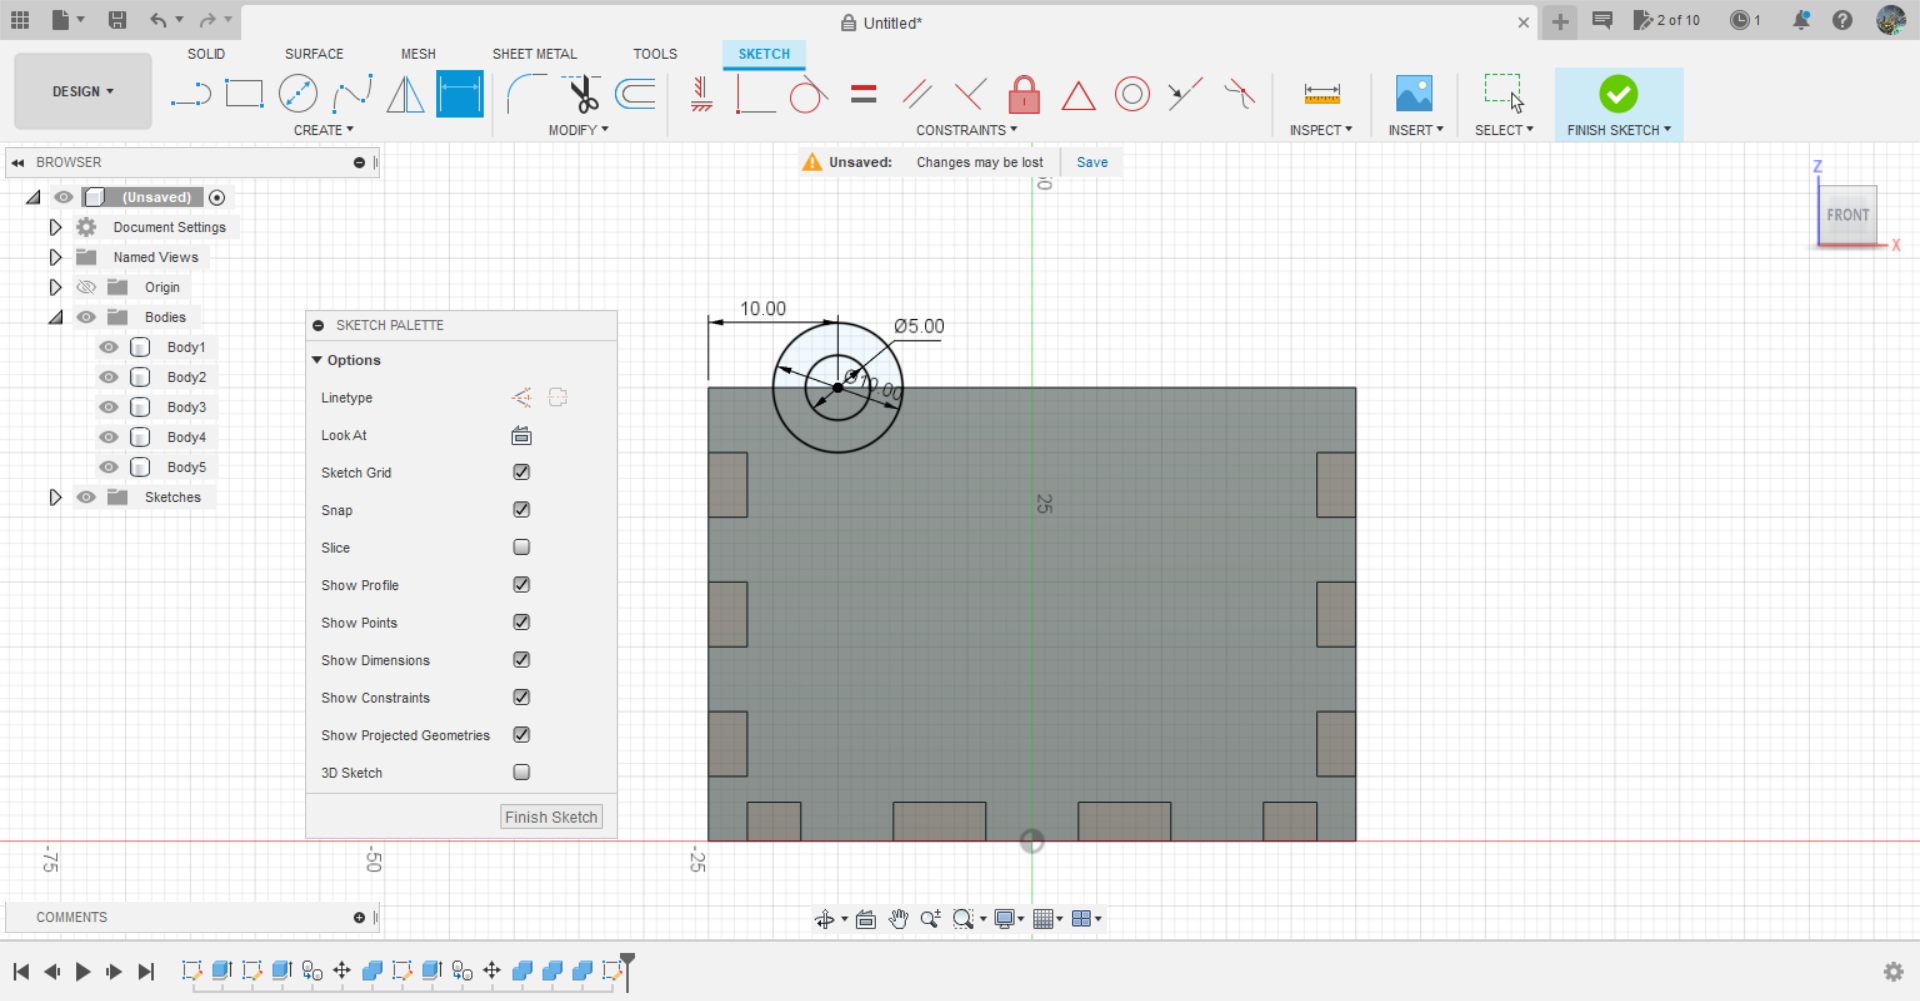 Untitled*
2 of 10
1
SOLID
SURFACE
MESH
SHEET METAL
TOOLS
SKETCH
DESIGN
CREATE
MODIFY
CONSTRAINTS
INSPECT
INSERT
SELECT
FINISH SKETCH
BROWSER
Unsaved: Changes may be lost Save
(Unsaved)
Document Settings
Named Views
Origin
Bodies
Body1
Body2
Body3
Body4
Body5
Sketches
SKETCH PALETTE
Options
Linetype
Look At
Sketch Grid
Snap
Slice
Show Profile
Show Points
Show Dimensions
Show Constraints
Show Projected Geometries
3D Sketch
Finish Sketch
Z
FRONT
X
10.00
Ø5.00
Ø10.00
25
-75
-50
-25
COMMENTS